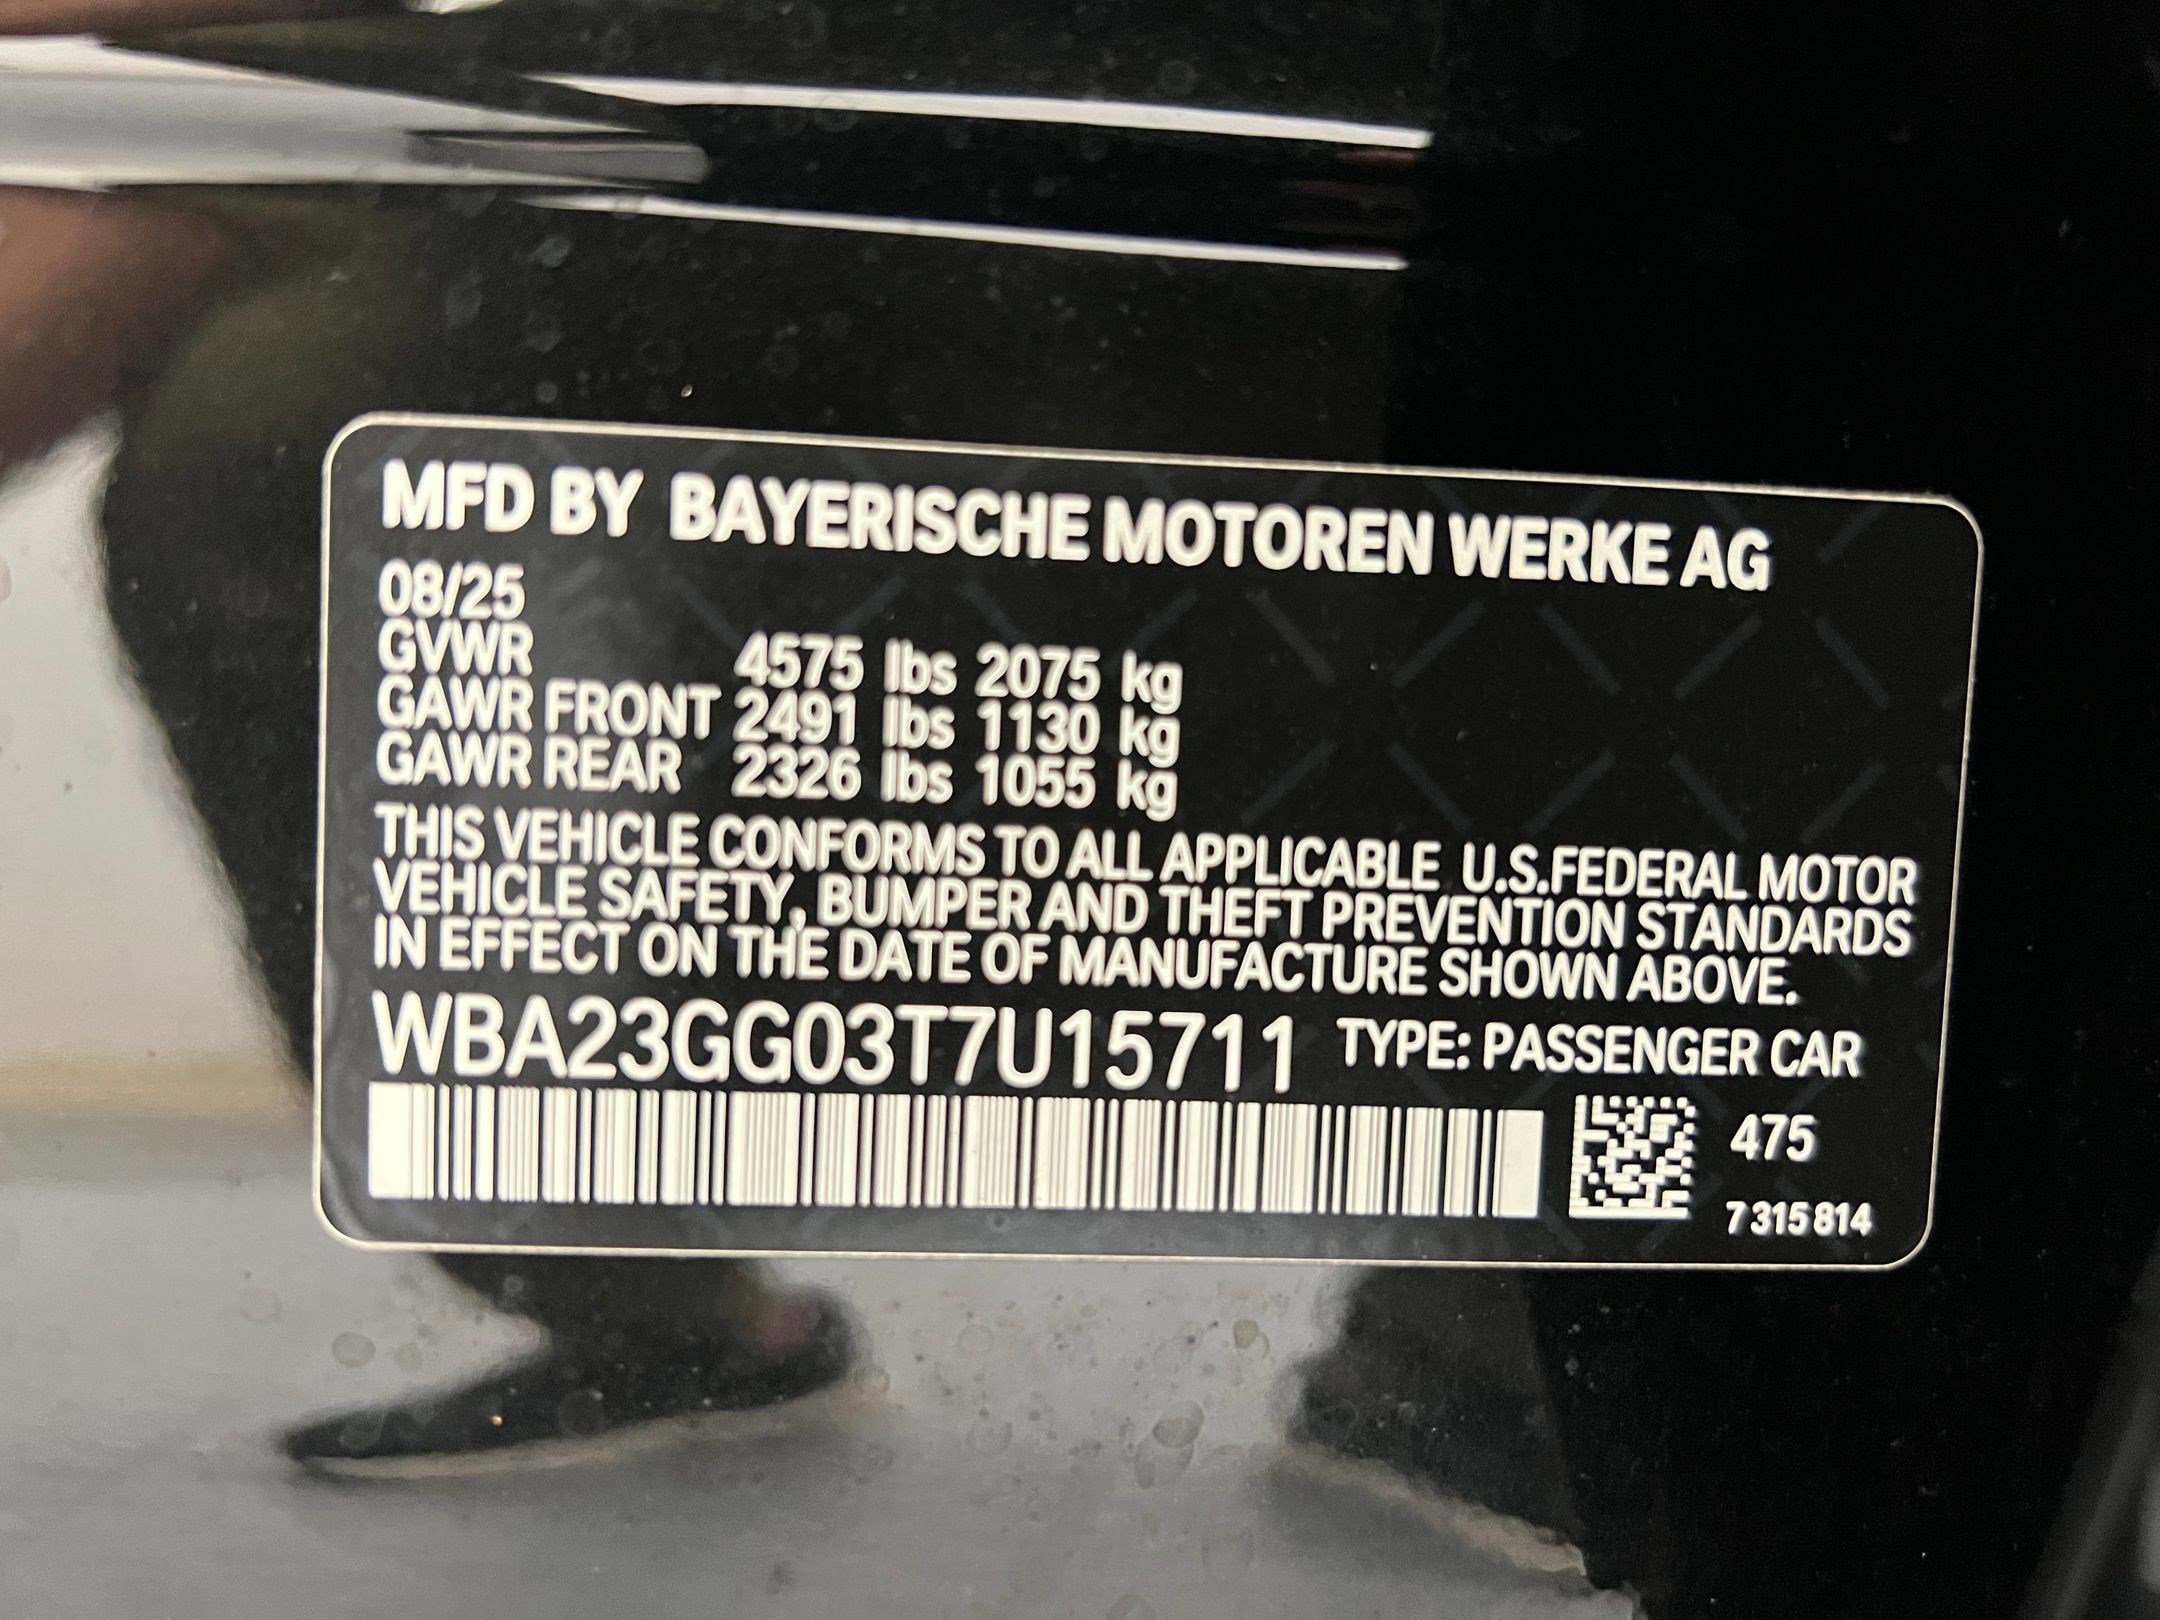 MFD BY BAYERISCHE MOTOREN WERKE AG
08/25
GVWR 4575 lbs 2075 kg
GAWR FRONT 2491 lbs 1130 kg
GAWR REAR 2326 lbs 1055 kg
THIS VEHICLE CONFORMS TO ALL APPLICABLE U.S.FEDERAL MOTOR
VEHICLE SAFETY, BUMPER AND THEFT PREVENTION STANDARDS
IN EFFECT ON THE DATE OF MANUFACTURE SHOWN ABOVE.
WBA23GG03T7U15711 TYPE: PASSENGER CAR
475
7 315 814